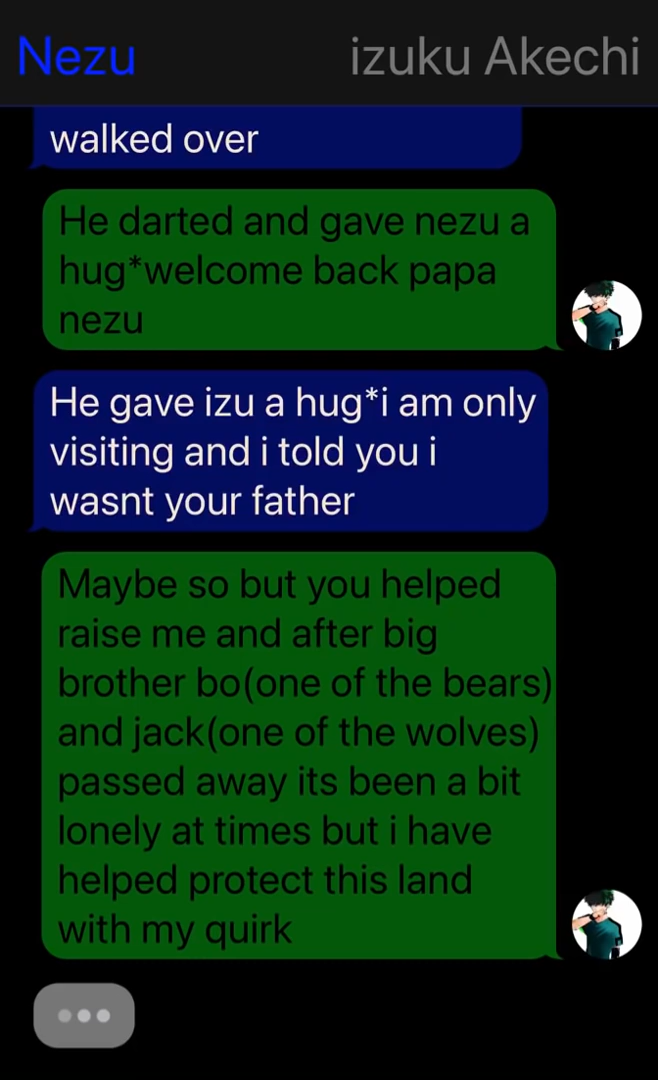 Nezu
izuku Akechi
walked over
He darted and gave nezu a
hug*welcome back papa
nezu
He gave izu a hug*i am only
visiting and i told you i
wasnt your father
Maybe so but you helped
raise me and after big
brother bo(one of the bears)
and jack(one of the wolves)
passed away its been a bit
lonely at times but i have
helped protect this land
with my quirk